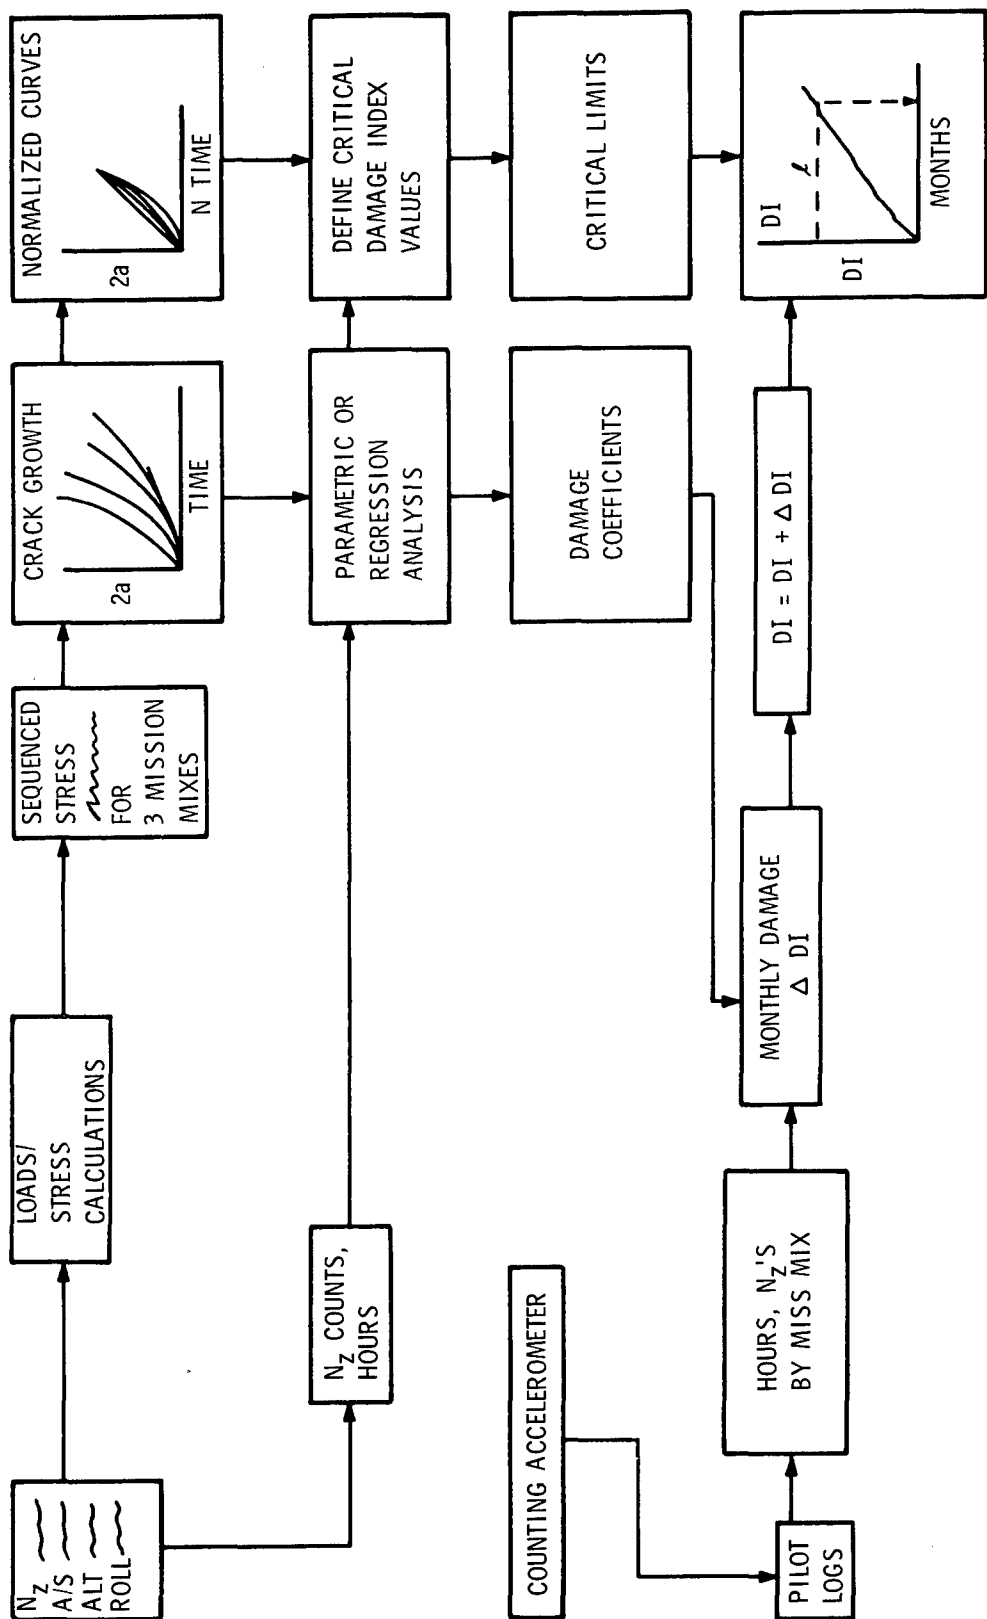 N_Z
A/S
ALT
ROLL
LOADS/
STRESS
CALCULATIONS
SEQUENCED
STRESS
FOR
3 MISSION
MIXES
CRACK GROWTH
2a
TIME
NORMALIZED CURVES
2a
N TIME
N_Z COUNTS,
HOURS
PARAMETRIC OR
REGRESSION
ANALYSIS
DEFINE CRITICAL
DAMAGE INDEX
VALUES
COUNTING ACCELEROMETER
DAMAGE
COEFFICIENTS
CRITICAL LIMITS
PILOT
LOGS
HOURS, N_Z'S
BY MISS MIX
MONTHLY DAMAGE
Δ DI
DI = DI + Δ DI
DI
ℓ
DI
MONTHS